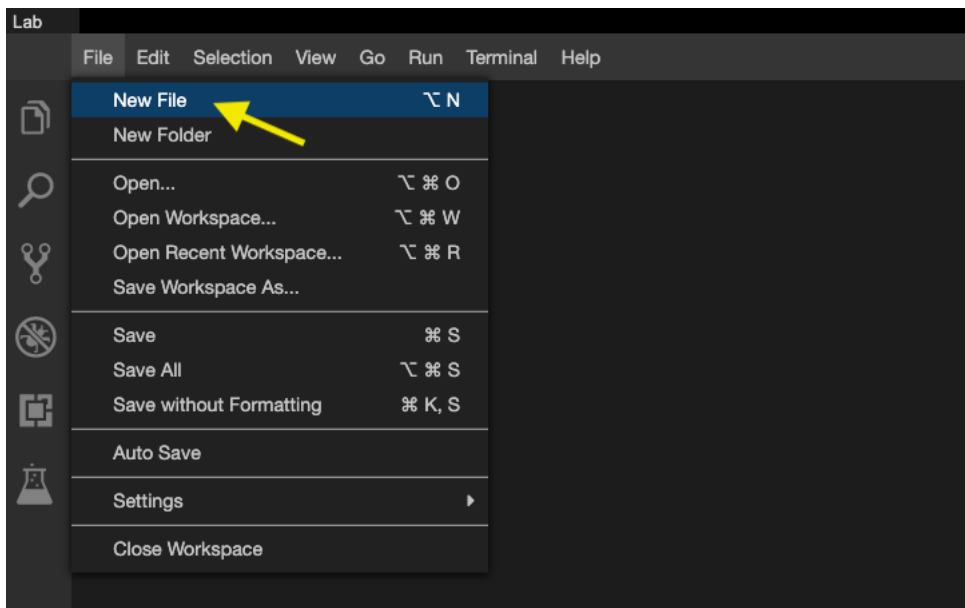 Lab
File Edit Selection View Go Run Terminal Help
New File ⌥ N
New Folder
Open... ⌥ ⌘ O
Open Workspace... ⌥ ⌘ W
Open Recent Workspace... ⌥ ⌘ R
Save Workspace As...
Save ⌘ S
Save All ⌥ ⌘ S
Save without Formatting ⌘ K, S
Auto Save
Settings
Close Workspace